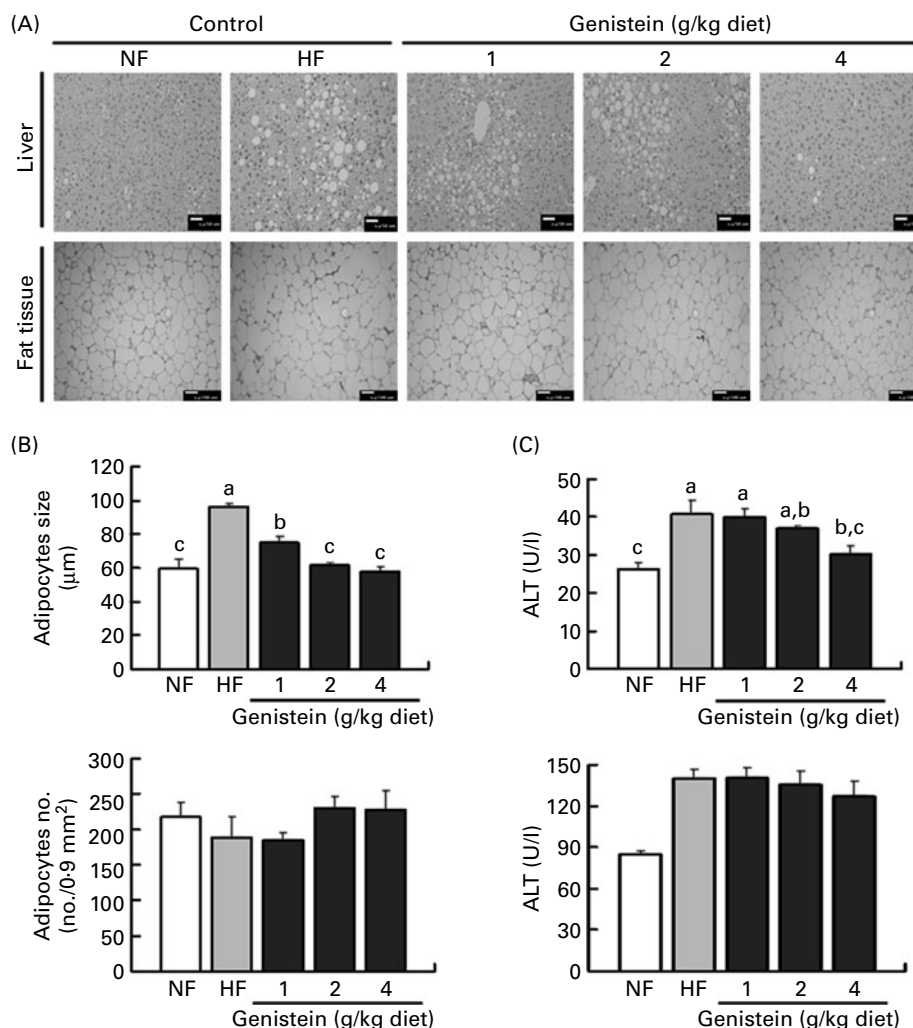 (A)
Control
Genistein (g/kg diet)
NF
HF
1
2
4
Liver
Fat tissue
(B)
Adipocytes size
(μm)
120
100
80
60
40
20
0
c
a
b
c
c
NF
HF
1
2
4
Genistein (g/kg diet)
(C)
ALT (U/l)
50
40
30
20
10
0
c
a
a
a,b
b,c
NF
HF
1
2
4
Genistein (g/kg diet)
Adipocytes no.
(no./0·9 mm²)
300
250
200
150
100
50
0
NF
HF
1
2
4
Genistein (g/kg diet)
ALT (U/l)
150
120
90
60
30
0
NF
HF
1
2
4
Genistein (g/kg diet)